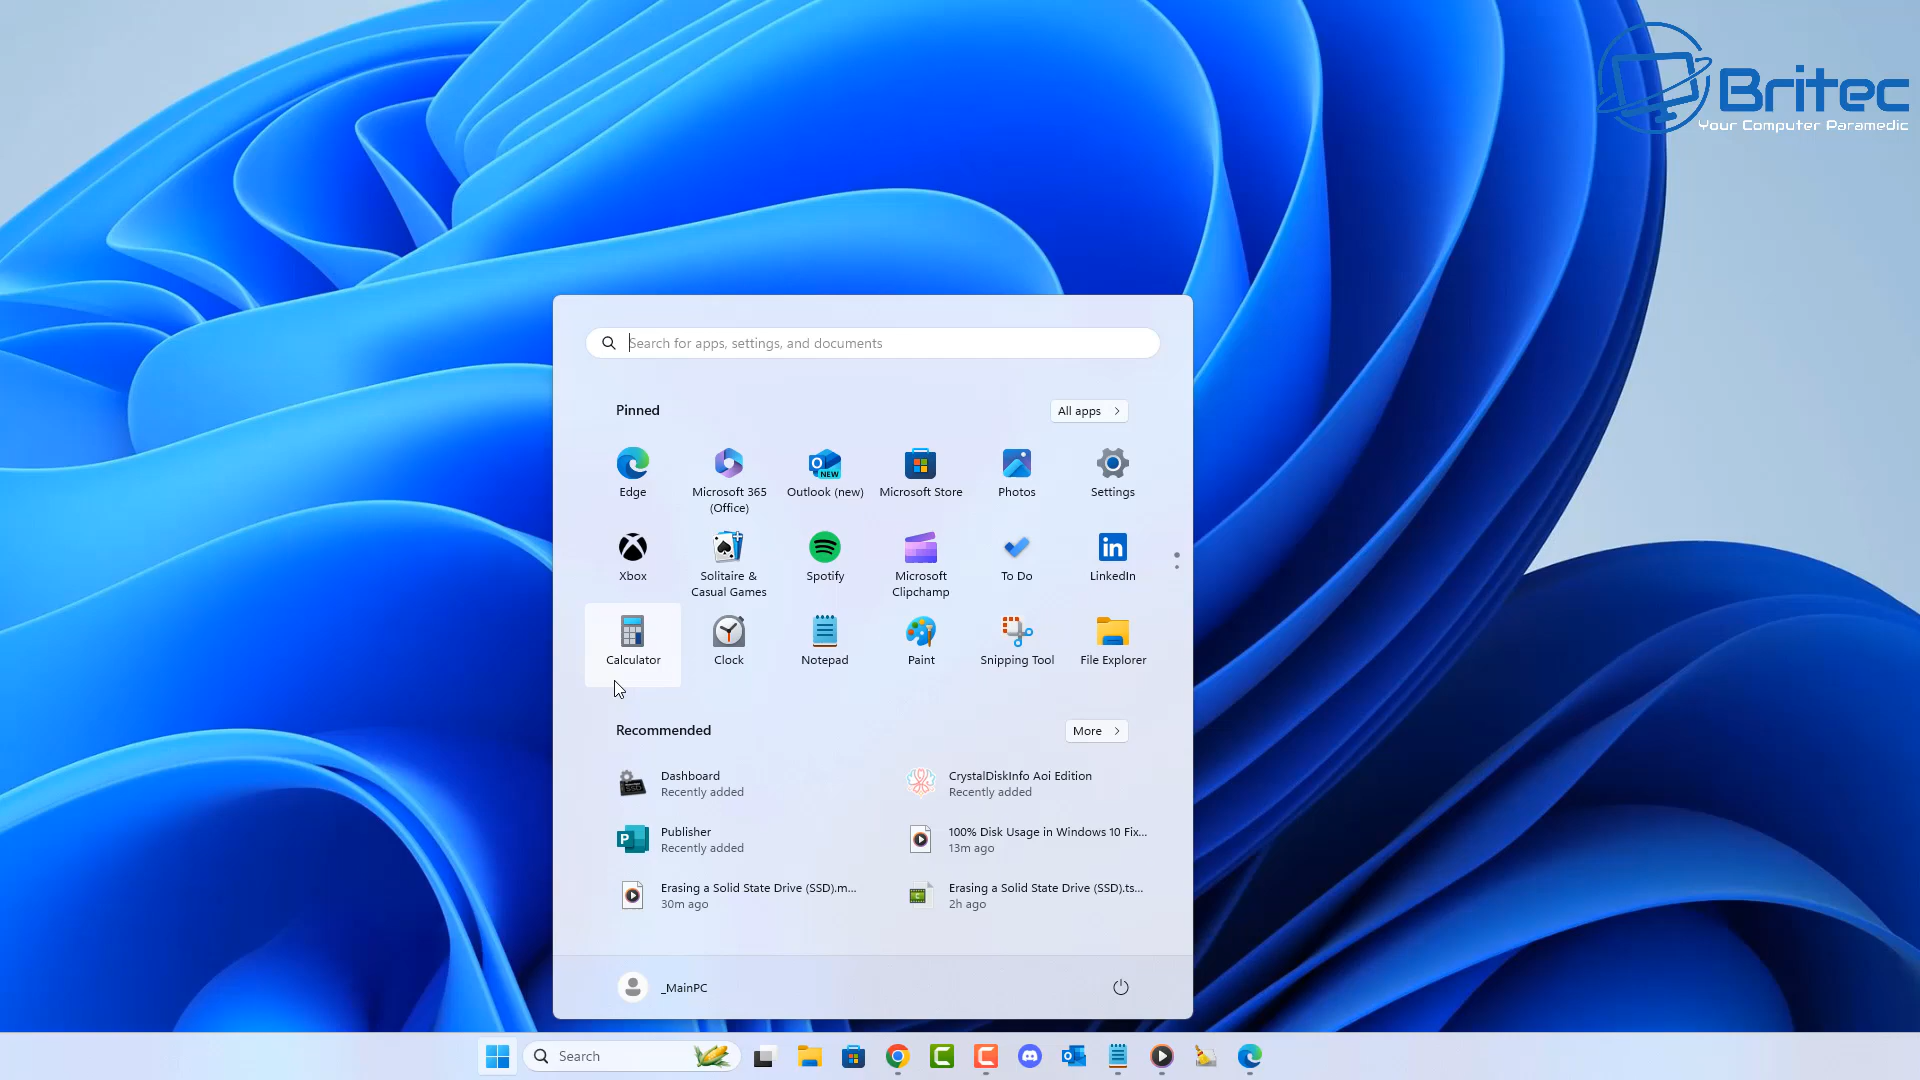 Britec
Your Computer Paramedic
Search for apps, settings, and documents
Pinned
All apps
Edge
Microsoft 365
(Office)
Outlook (new)
NEW
Microsoft Store
Photos
Settings
Xbox
Solitaire &
Casual Games
Spotify
Microsoft
Clipchamp
To Do
in
LinkedIn
Calculator
Clock
Notepad
Paint
Snipping Tool
File Explorer
Recommended
More
Dashboard
Recently added
CrystalDiskInfo Aoi Edition
Recently added
Publisher
Recently added
100% Disk Usage in Windows 10 Fix...
13m ago
Erasing a Solid State Drive (SSD).m...
30m ago
Erasing a Solid State Drive (SSD).ts...
2h ago
_MainPC
Search